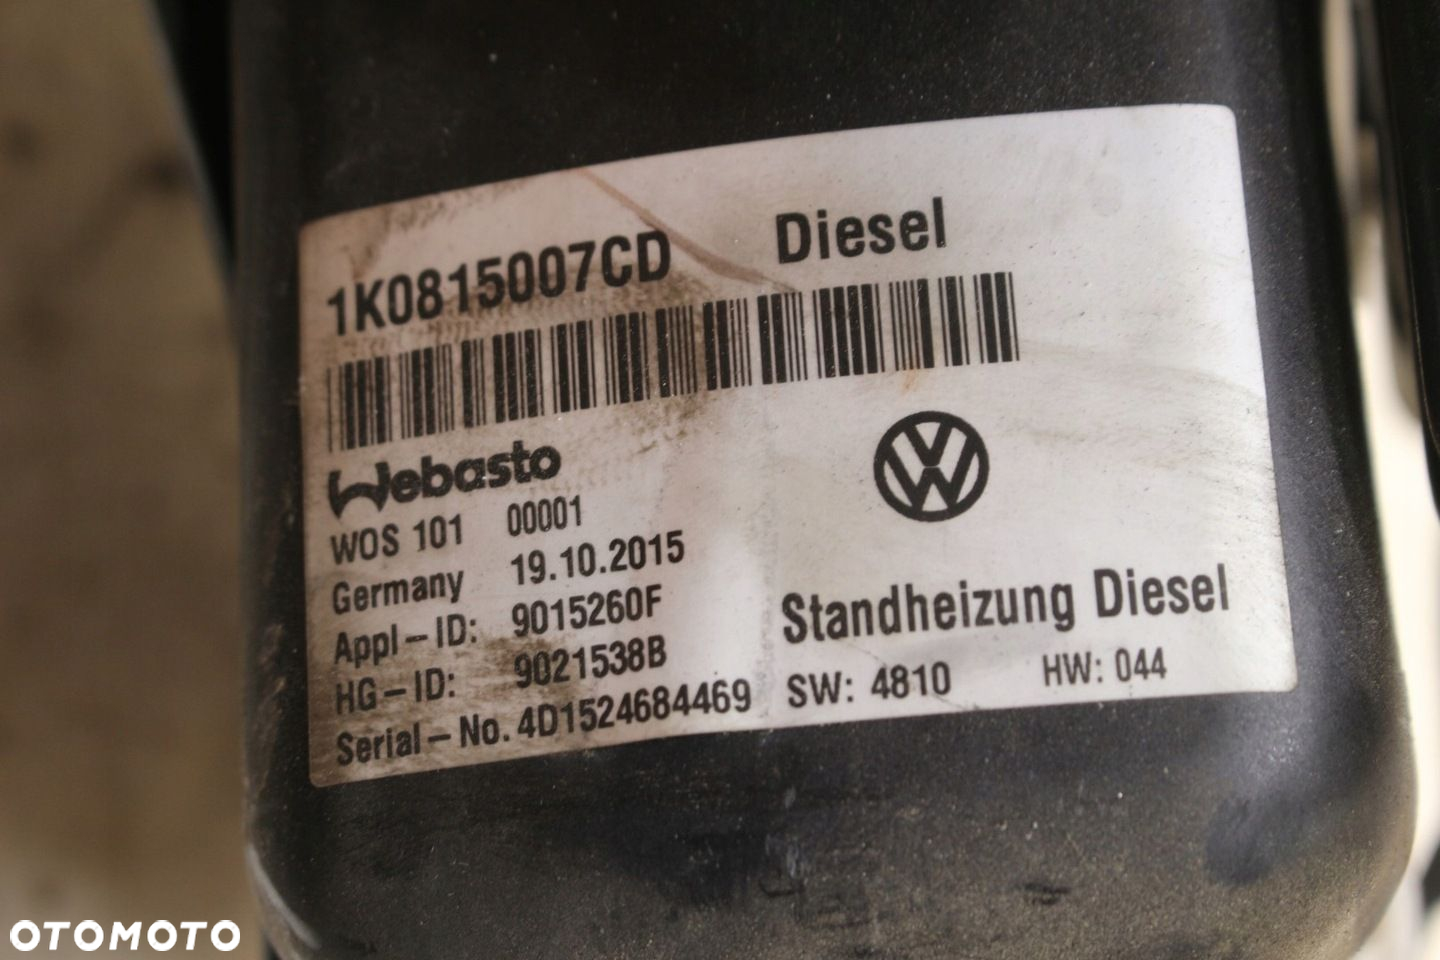 1K0815007CD Diesel
Webasto
WOS 101 00001
Germany 19.10.2015
Appl-ID: 9015260F
HG-ID: 9021538B
Serial-No. 4D1524684469
VW
Standheizung Diesel
SW: 4810 HW: 044
OTOMOTO